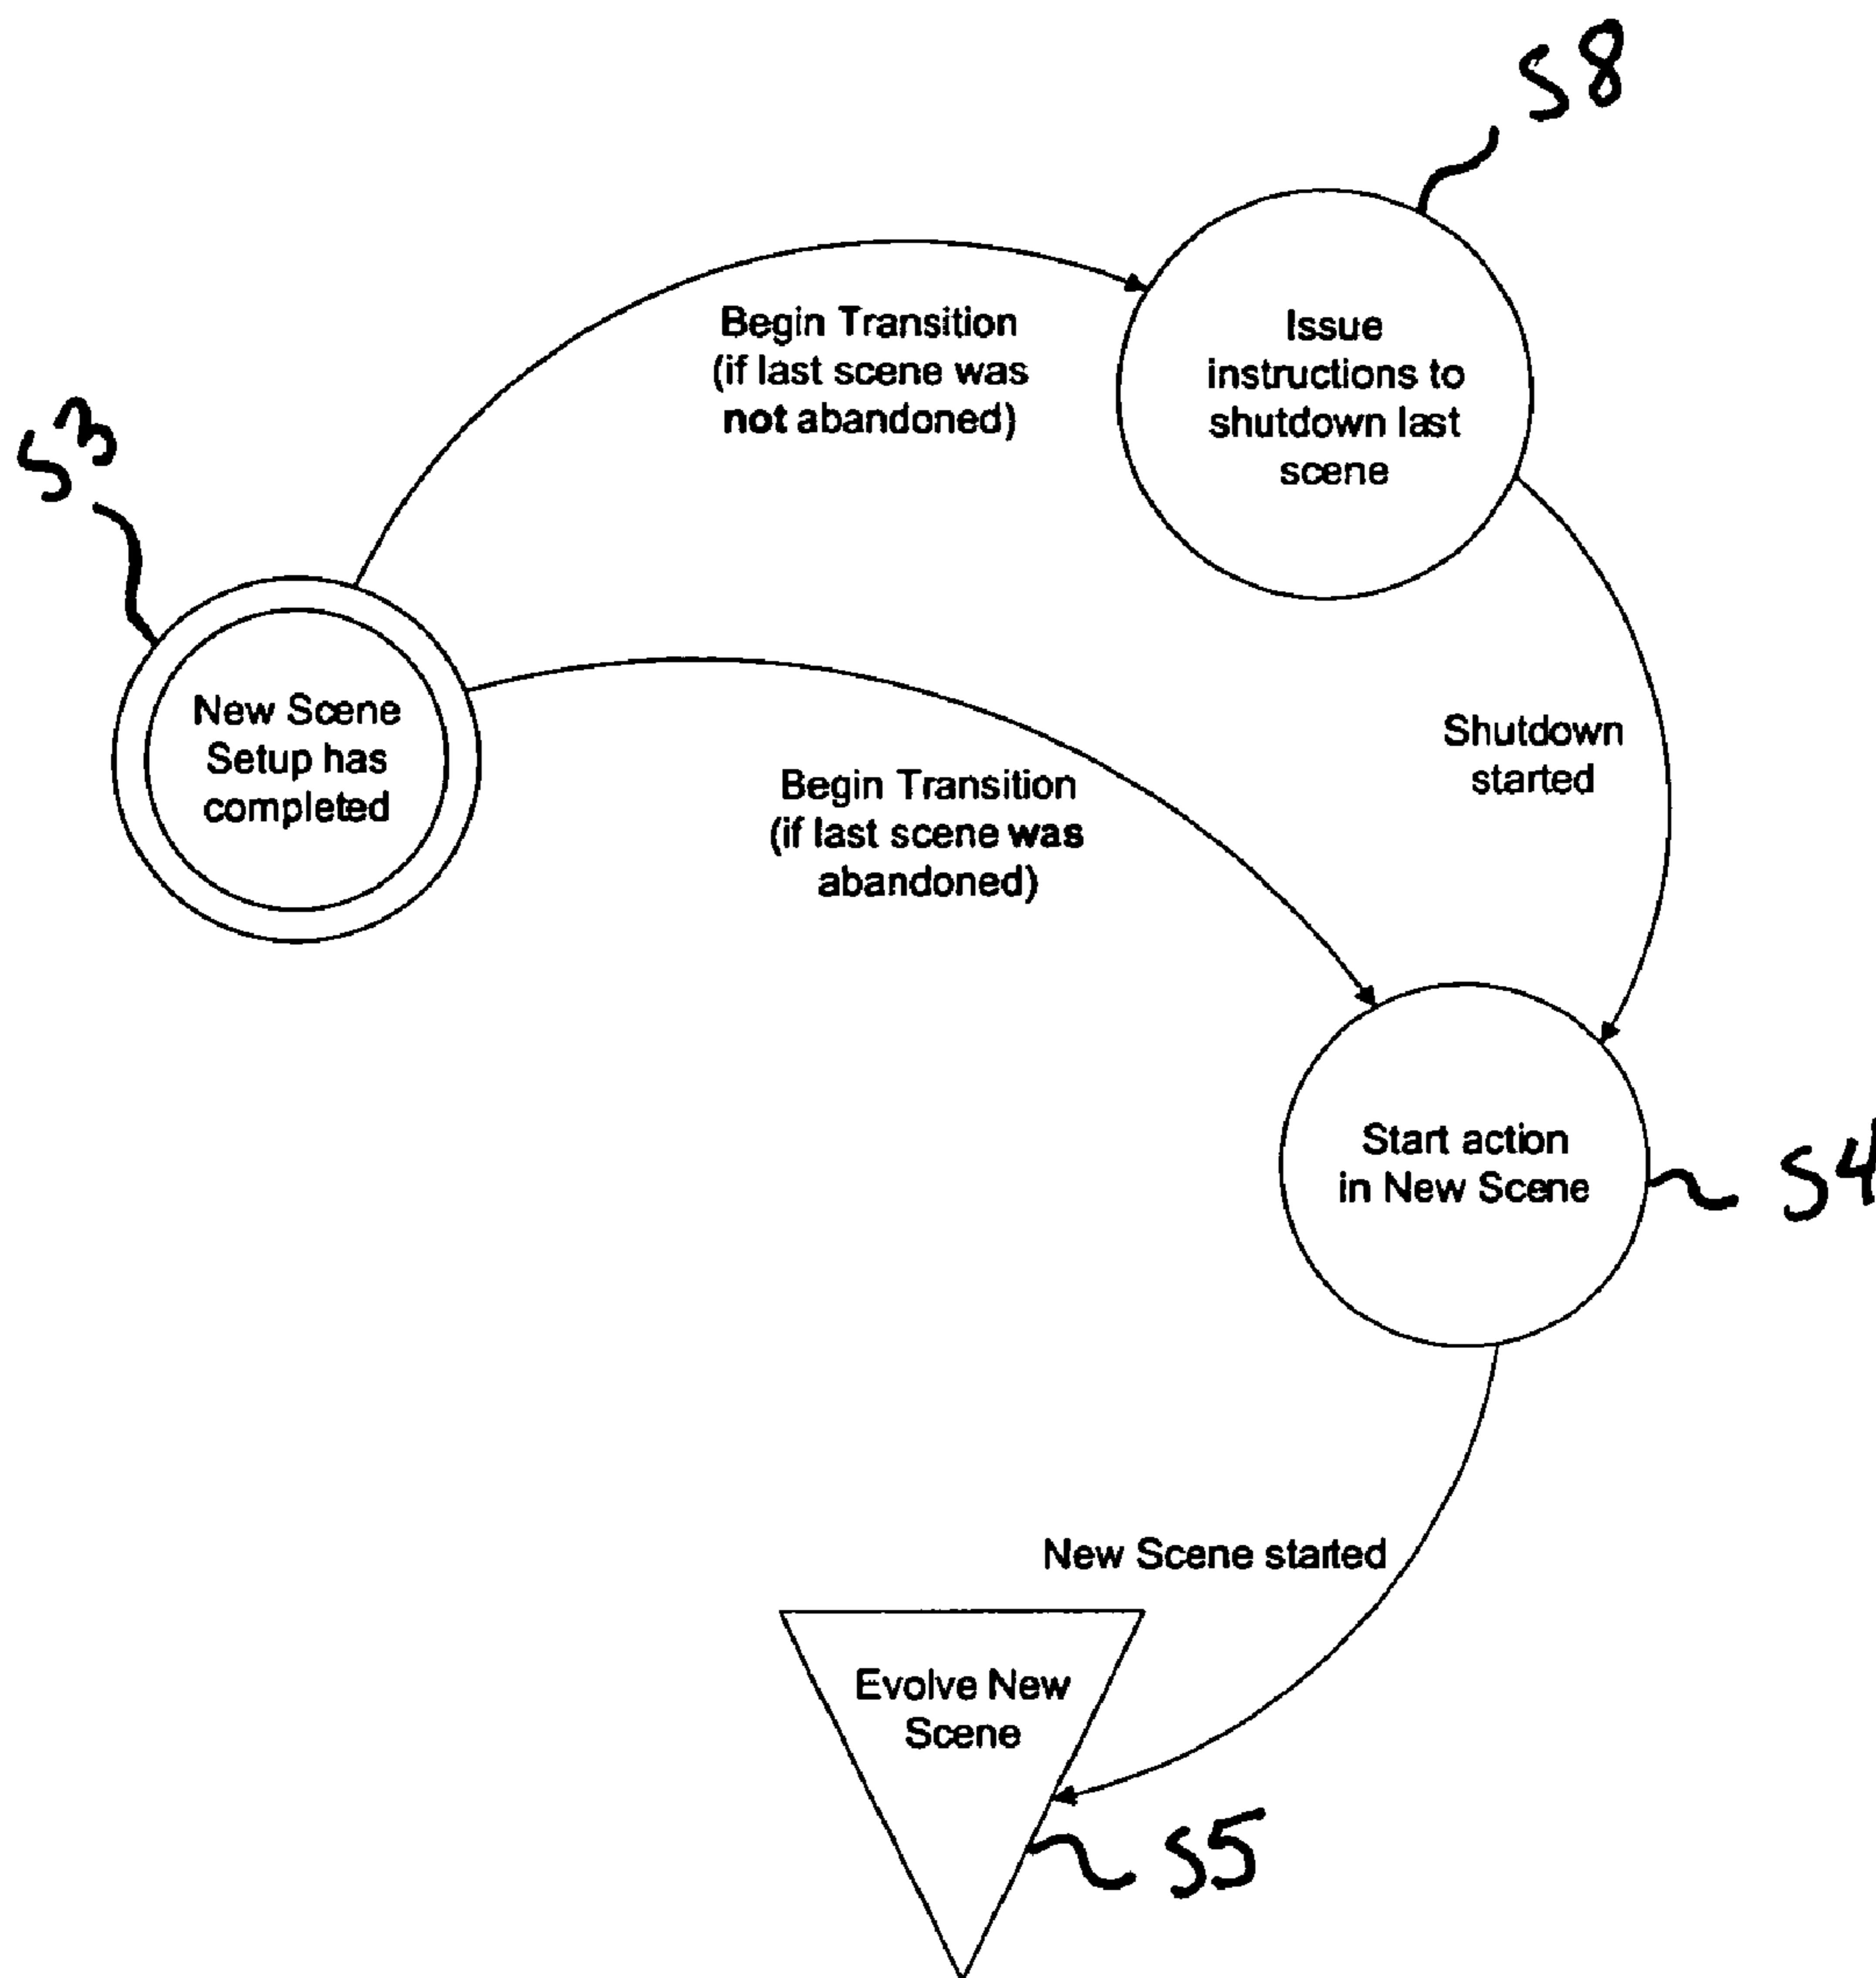 S8
Issue
instructions to
shutdown last
scene
Begin Transition
(if last scene was
not abandoned)
S3
New Scene
Setup has
completed
Begin Transition
(if last scene was
abandoned)
Shutdown
started
Start action
in New Scene
S4
New Scene started
Evolve New
Scene
S5